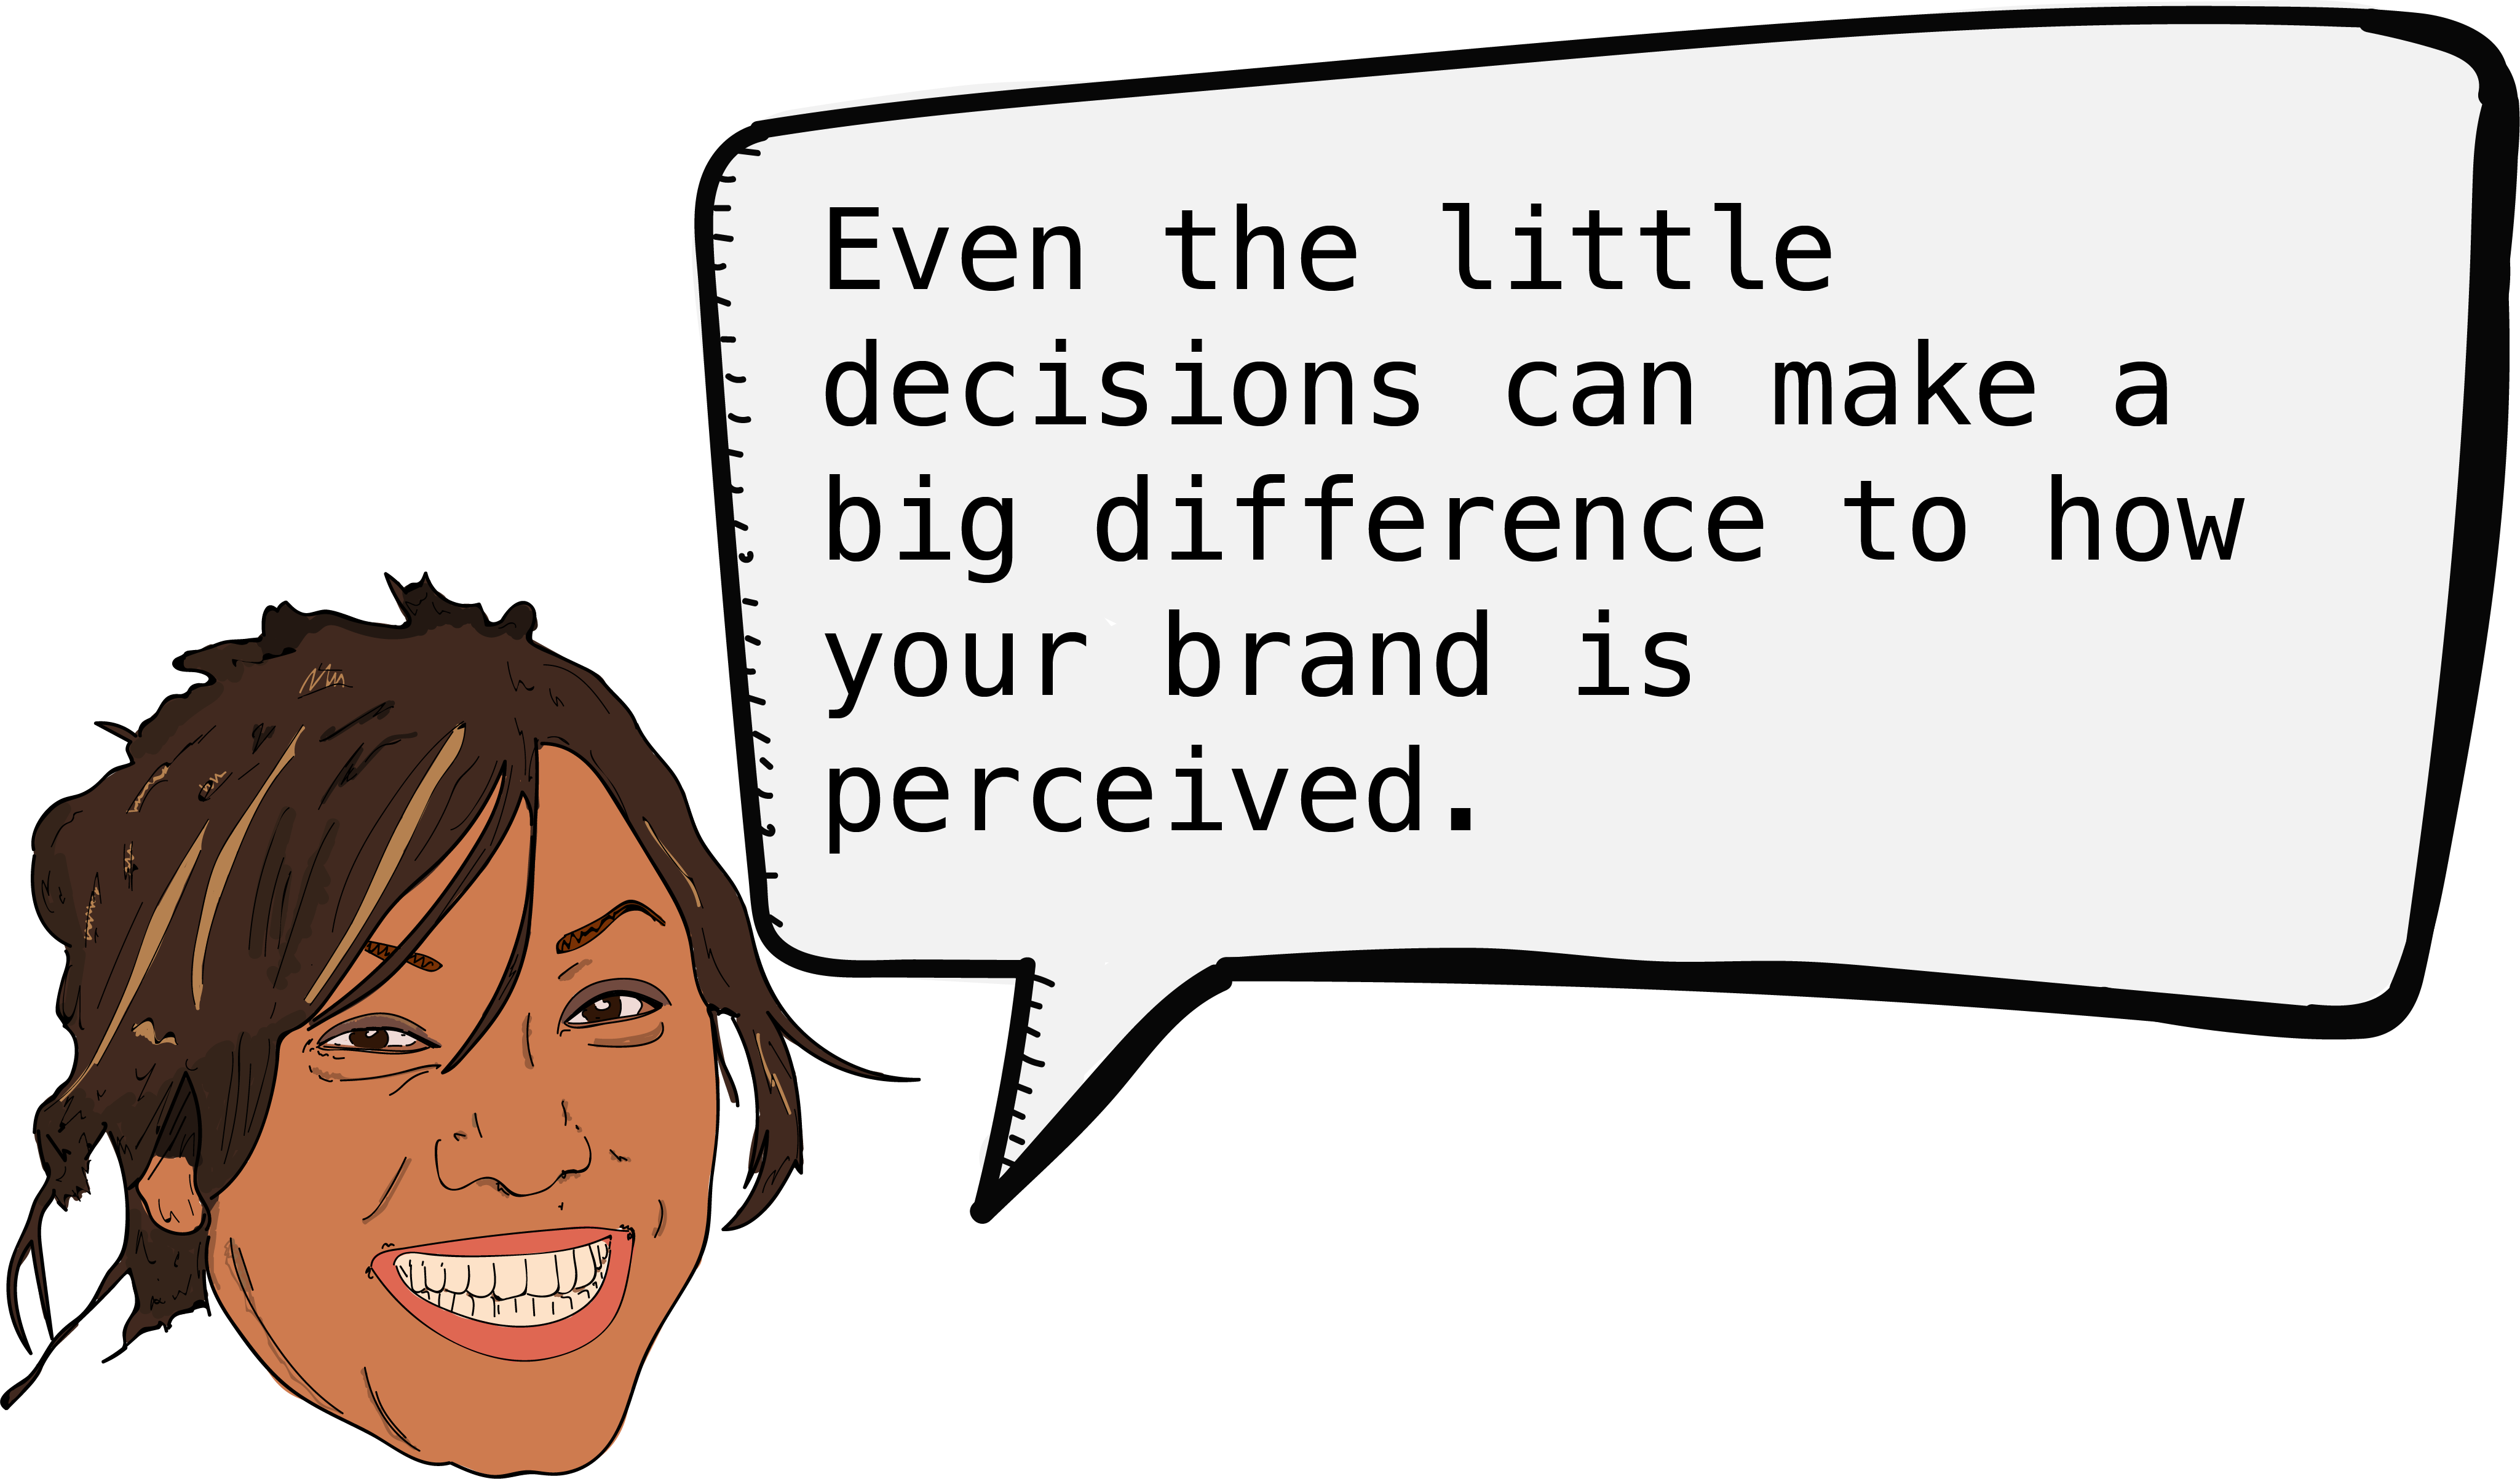 Even the little
decisions can make a
big difference to how
your brand is
perceived.